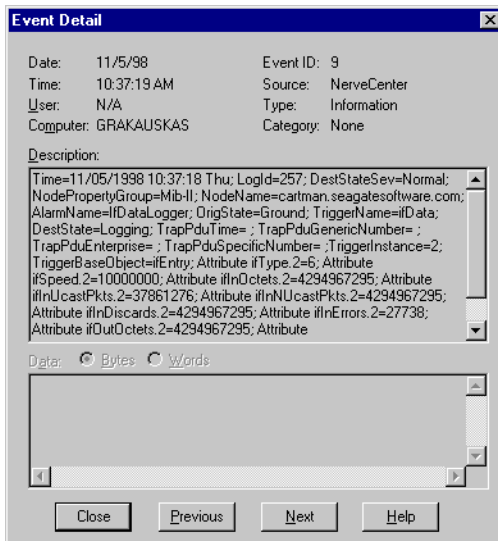 Event Detail
Date: 11/5/98 Event ID: 9
Time: 10:37:19 AM Source: NerveCenter
User: N/A Type: Information
Computer: GRAKAUSKAS Category: None
Description:
Time=11/05/1998 10:37:18 Thu; LogId=257; DestStateSev=Normal;
NodePropertyGroup=Mib-II; NodeName=cartman.seagatesoftware.com;
AlarmName=IfDataLogger; OrigState=Ground; TriggerName=ifData;
DestState=Logging; TrapPduTime= ; TrapPduGenericNumber= ;
TrapPduEnterprise= ; TrapPduSpecificNumber= ;TriggerInstance=2;
TriggerBaseObject=ifEntry; Attribute ifType.2=6; Attribute
ifSpeed.2=10000000; Attribute ifInOctets.2=4294967295; Attribute
ifInUcastPkts.2=37861276; Attribute ifInNUcastPkts.2=4294967295;
Attribute ifInDiscards.2=4294967295; Attribute ifInErrors.2=27738;
Attribute ifOutOctets.2=4294967295; Attribute
Data: Bytes Words
Close Previous Next Help